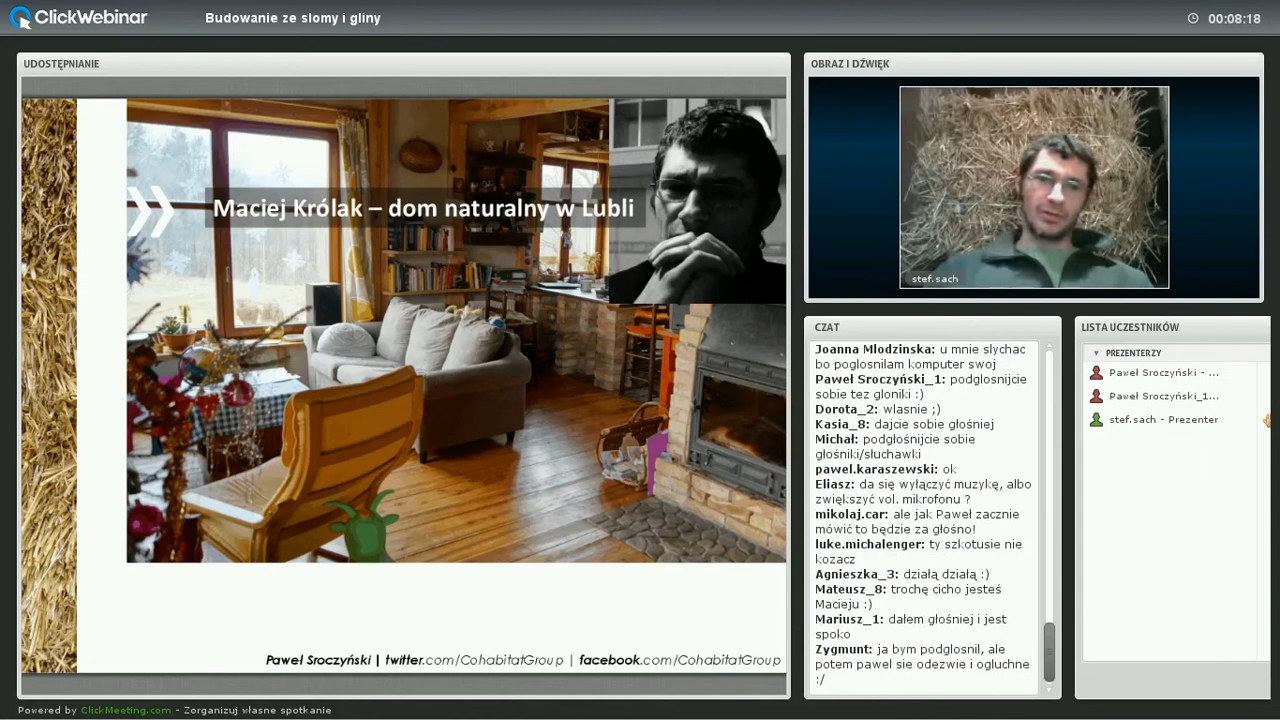 ClickWebinar
Budowanie ze slomy i gliny
00:08:18
UDOSTĘPNIANIE
Maciej Królak – dom naturalny w Lubli
Paweł Sroczyński | twitter.com/CohabitatGroup | facebook.com/CohabitatGroup
OBRAZ I DŹWIĘK
stef.sach
CZAT
Joanna Mlodzinska: u mnie slychac
bo poglosnilam komputer swoj
Paweł Sroczyński_1: podglosnijcie
sobie tez gloniki :)
Dorota_2: wlasnie ;)
Kasia_8: dajcie sobie głośniej
Michał: podgłośnijcie sobie
głośniki/słuchawki
pawel.karaszewski: ok
Eliasz: da się wyłączyć muzykę, albo
zwiększyć vol. mikrofonu ?
mikolaj.car: ale jak Paweł zacznie
mówić to będzie za głośno!
luke.michalenger: ty szkotusie nie
kozacz
Agnieszka_3: działą działą :)
Mateusz_8: trochę cicho jesteś
Macieju :)
Mariusz_1: dałem głośniej i jest
spoko
Zygmunt: ja bym podglosnil, ale
potem pawel sie odezwie i ogluchne
:/
LISTA UCZESTNIKÓW
PREZENTERZY
Paweł Sroczyński - ...
Paweł Sroczyński_1...
stef.sach - Prezenter
Powered by ClickMeeting.com - Zorganizuj własne spotkanie